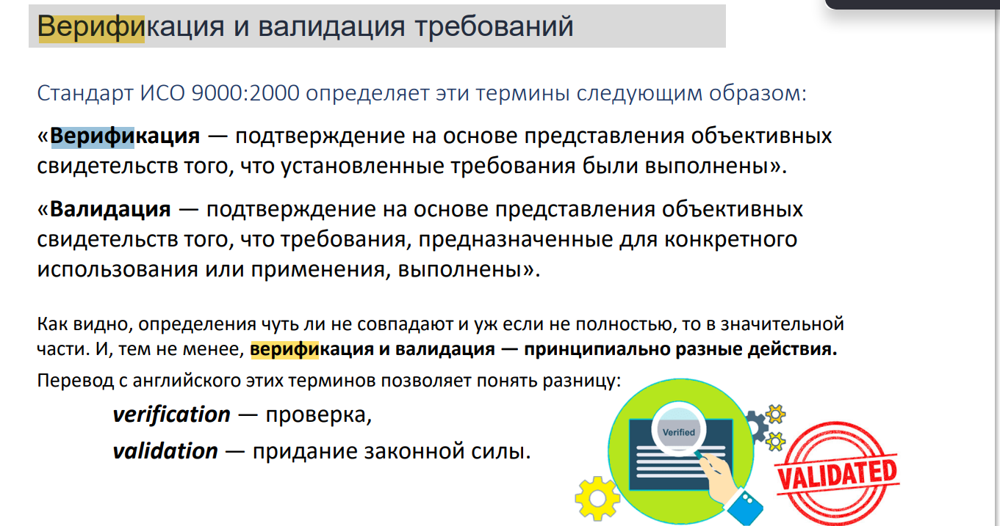 Верификация и валидация требований
Стандарт ИСО 9000:2000 определяет эти термины следующим образом:
«Верификация — подтверждение на основе представления объективных
свидетельств того, что установленные требования были выполнены».
«Валидация — подтверждение на основе представления объективных
свидетельств того, что требования, предназначенные для конкретного
использования или применения, выполнены».
Как видно, определения чуть ли не совпадают и уж если не полностью, то в значительной
части. И, тем не менее, верификация и валидация — принципиально разные действия.
Перевод с английского этих терминов позволяет понять разницу:
verification — проверка,
validation — придание законной силы.
Verified
VALIDATED